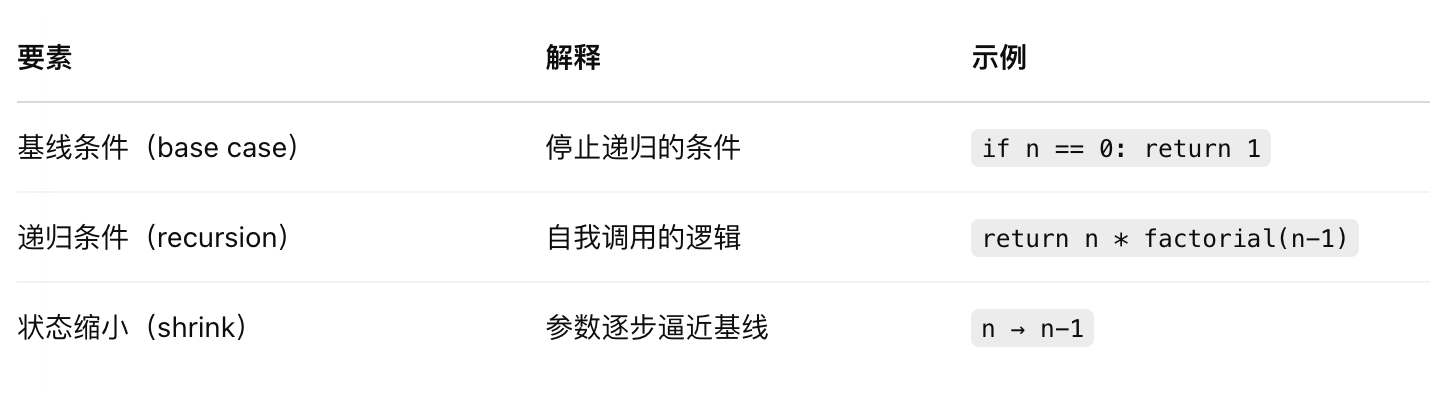 要素 解释 示例
基线条件（base case） 停止递归的条件 if n == 0: return 1
递归条件（recursion） 自我调用的逻辑 return n * factorial(n-1)
状态缩小（shrink） 参数逐步逼近基线 n → n-1